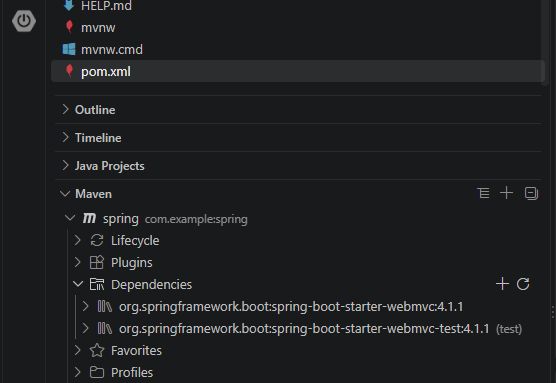 HELP.md
mvnw
mvnw.cmd
pom.xml
Outline
Timeline
Java Projects
Maven
spring com.example:spring
Lifecycle
Plugins
Dependencies
org.springframework.boot:spring-boot-starter-webmvc:4.1.1
org.springframework.boot:spring-boot-starter-webmvc-test:4.1.1 (test)
Favorites
Profiles